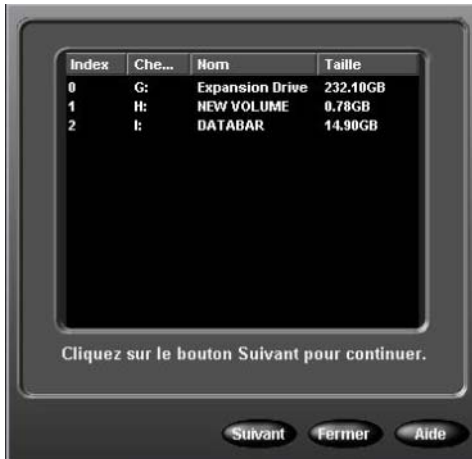 Index Che... Nom Taille
0 G: Expansion Drive 232.10GB
1 H: NEW VOLUME 0.78GB
2 I: DATABAR 14.90GB
Cliquez sur le bouton Suivant pour continuer.
Suivant Fermer Aide